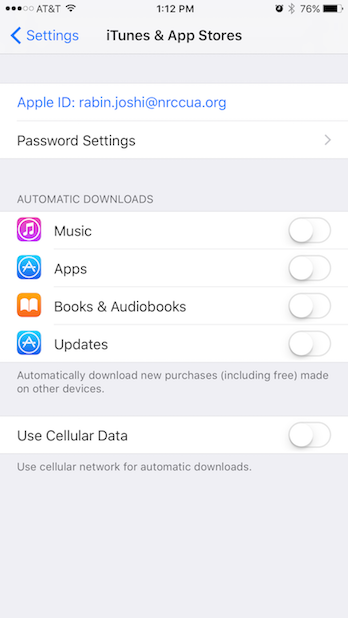 AT&T 1:12 PM 76%
Settings iTunes & App Stores
Apple ID: rabin.joshi@nrccua.org
Password Settings
AUTOMATIC DOWNLOADS
Music
Apps
Books & Audiobooks
Updates
Automatically download new purchases (including free) made
on other devices.
Use Cellular Data
Use cellular network for automatic downloads.